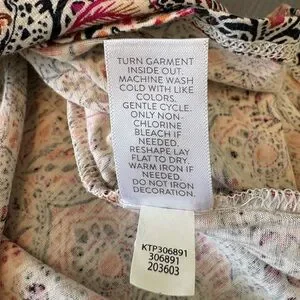 TURN GARMENT
INSIDE OUT.
MACHINE WASH
COLD WITH LIKE
COLORS.
GENTLE CYCLE.
ONLY NON-
CHLORINE
BLEACH IF
NEEDED.
RESHAPE LAY
FLAT TO DRY.
WARM IRON IF
NEEDED.
DO NOT IRON
DECORATION.
KTP306891
306891
203603